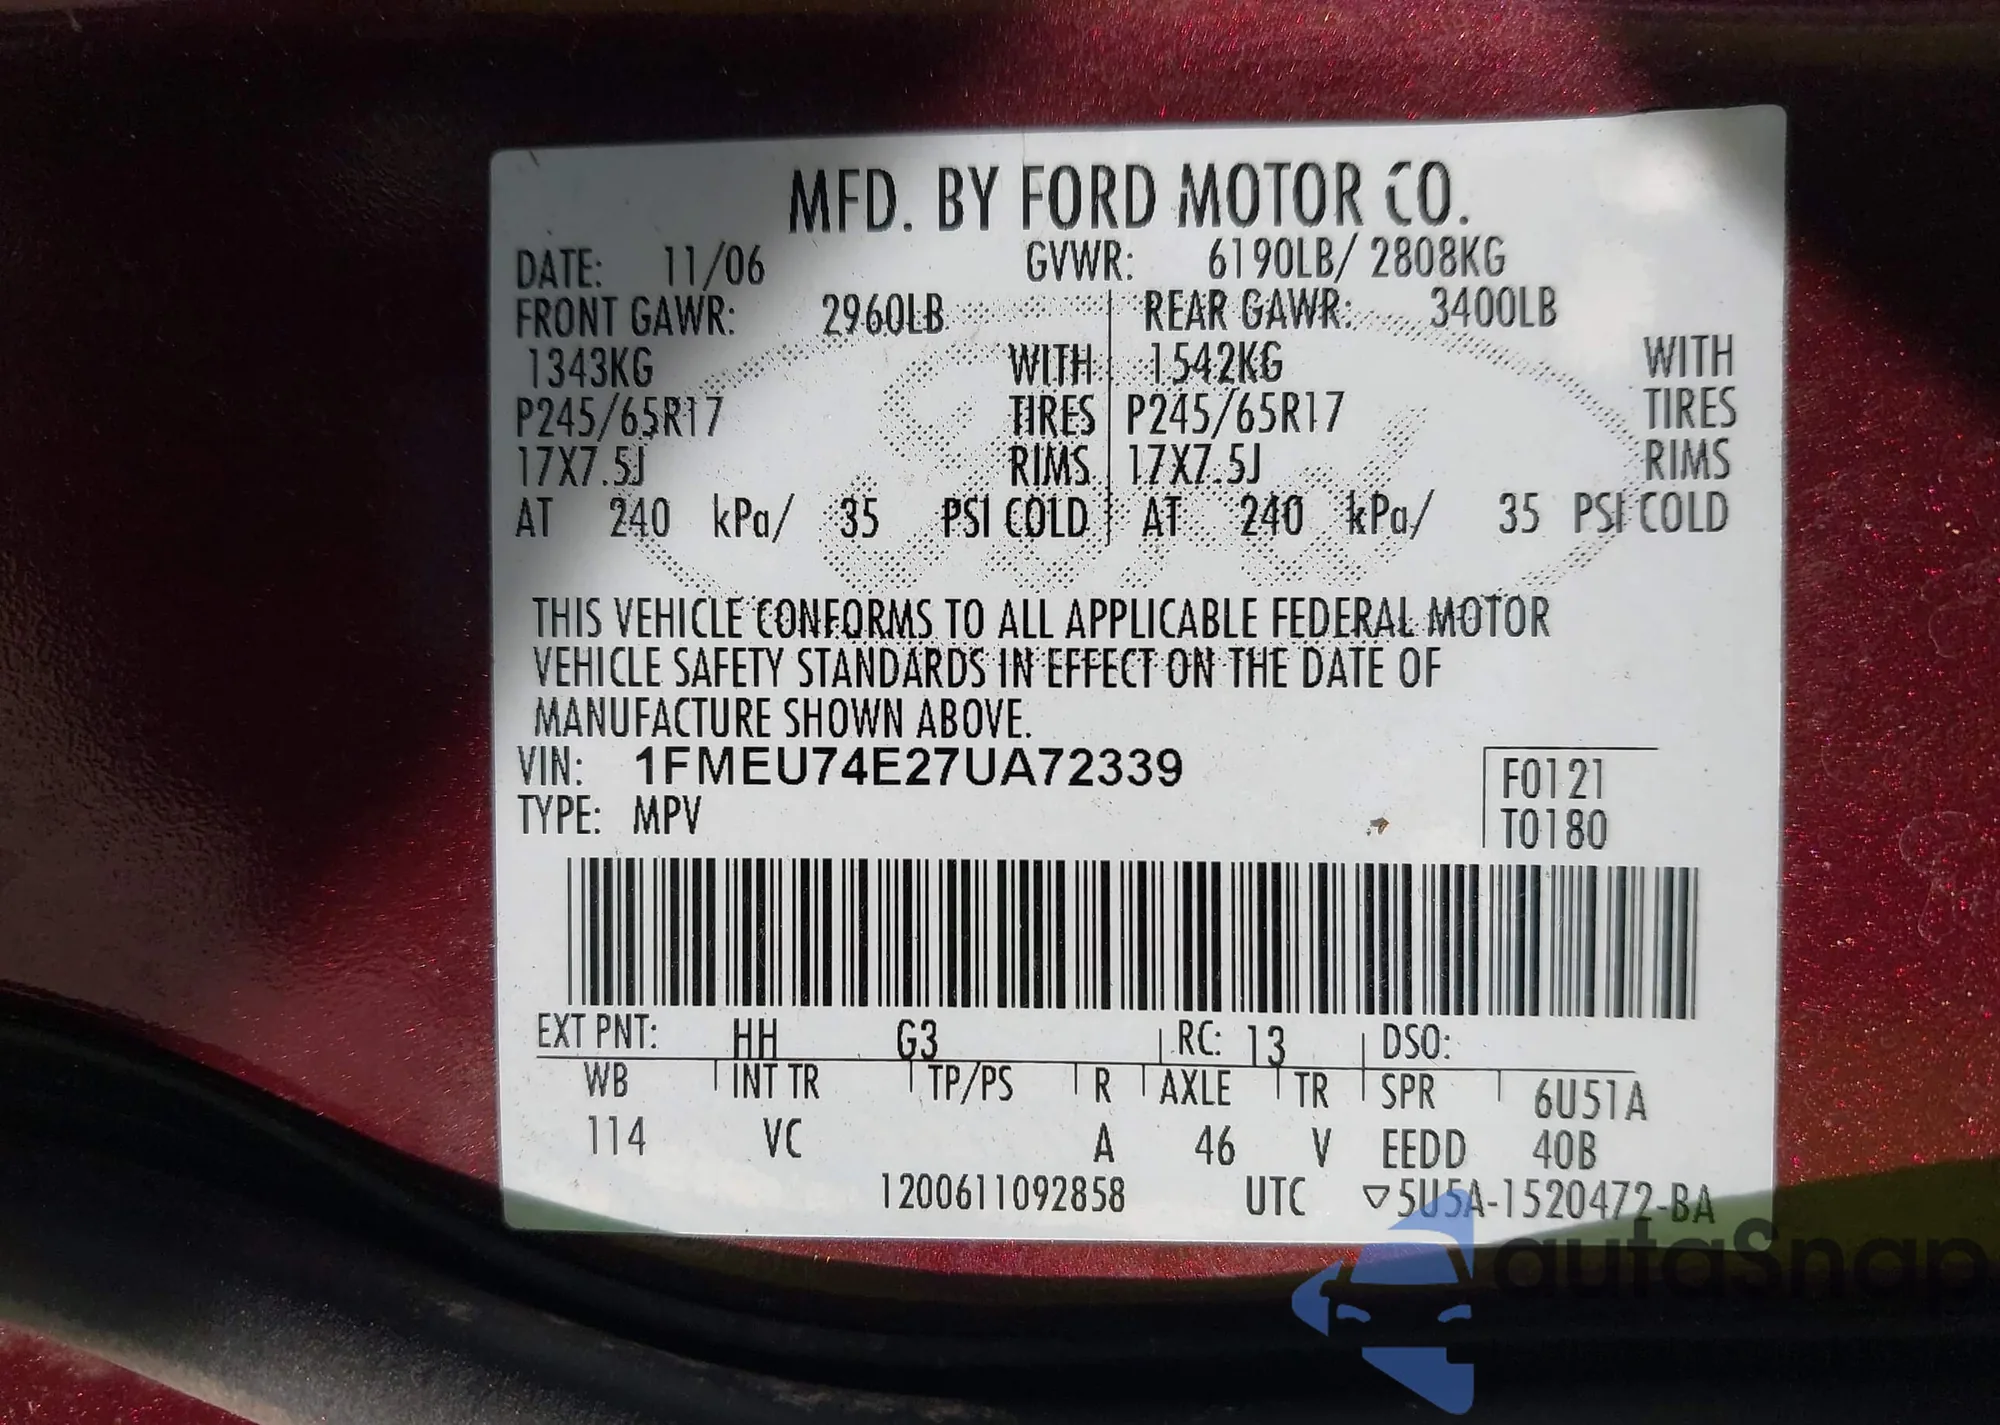 MFD. BY FORD MOTOR CO.
DATE: 11/06 GVWR: 6190LB/ 2808KG
FRONT GAWR: 2960LB REAR GAWR: 3400LB
1343KG WITH 1542KG WITH
P245/65R17 TIRES P245/65R17 TIRES
17X7.5J RIMS 17X7.5J RIMS
AT 240 kPa/ 35 PSI COLD AT 240 kPa/ 35 PSI COLD
THIS VEHICLE CONFORMS TO ALL APPLICABLE FEDERAL MOTOR
VEHICLE SAFETY STANDARDS IN EFFECT ON THE DATE OF
MANUFACTURE SHOWN ABOVE.
VIN: 1FMEU74E27UA72339
F0121
TYPE: MPV
T0180
EXT PNT: HH G3 RC: 13 DSO:
WB INT TR TP/PS R AXLE TR SPR 6U51A
114 VC A 46 V EEDD 40B
1200611092858 UTC ▽5U5A-1520472-BA
autaSnap